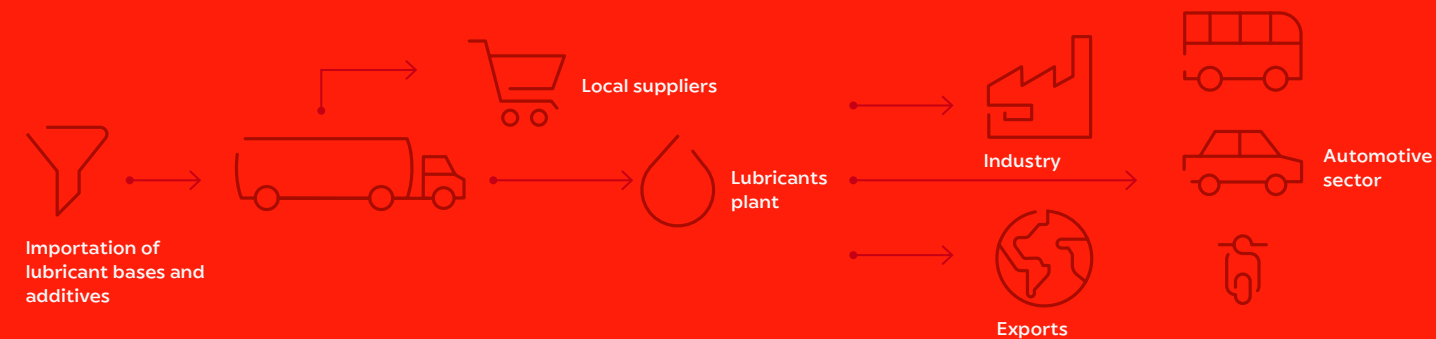 Local suppliers
Importation of
lubricant bases and
additives
Lubricants
plant
Industry
Automotive
sector
Exports